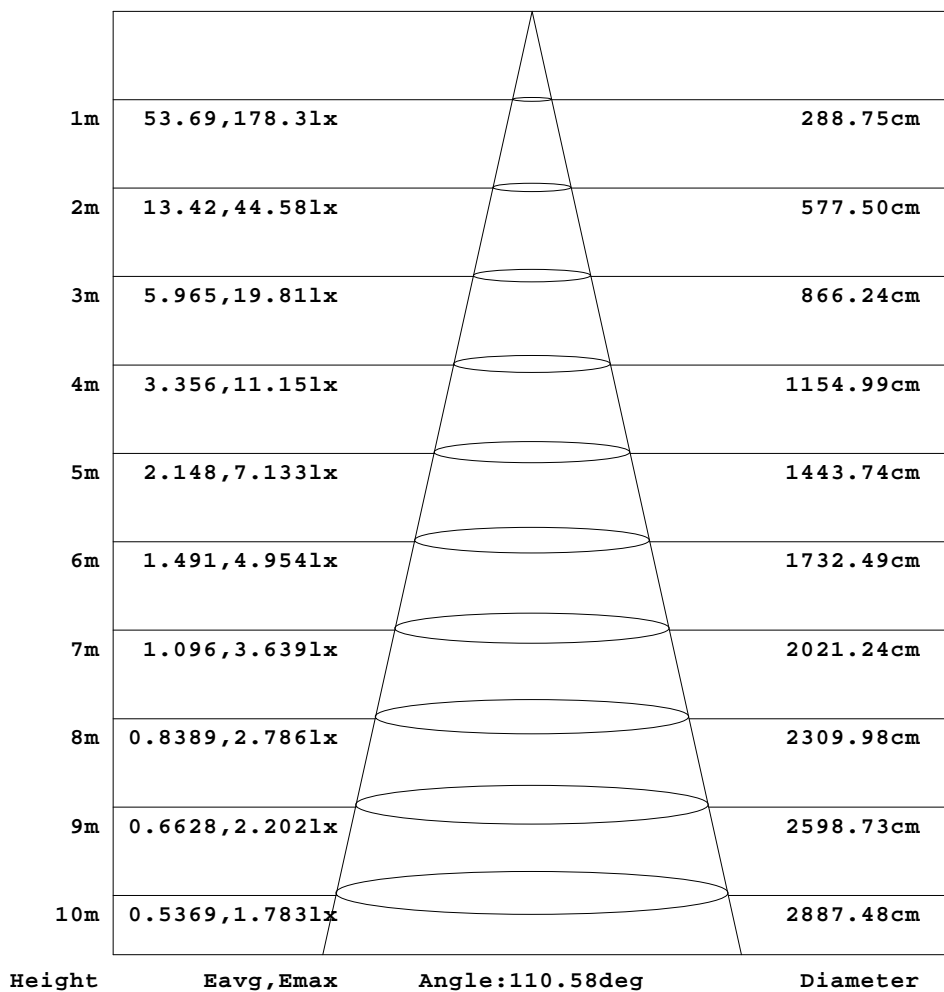 1m 53.69,178.3lx 288.75cm
2m 13.42,44.58lx 577.50cm
3m 5.965,19.81lx 866.24cm
4m 3.356,11.15lx 1154.99cm
5m 2.148,7.133lx 1443.74cm
6m 1.491,4.954lx 1732.49cm
7m 1.096,3.639lx 2021.24cm
8m 0.8389,2.786lx 2309.98cm
9m 0.6628,2.202lx 2598.73cm
10m 0.5369,1.783lx 2887.48cm
Height Eavg,Emax Angle:110.58deg Diameter